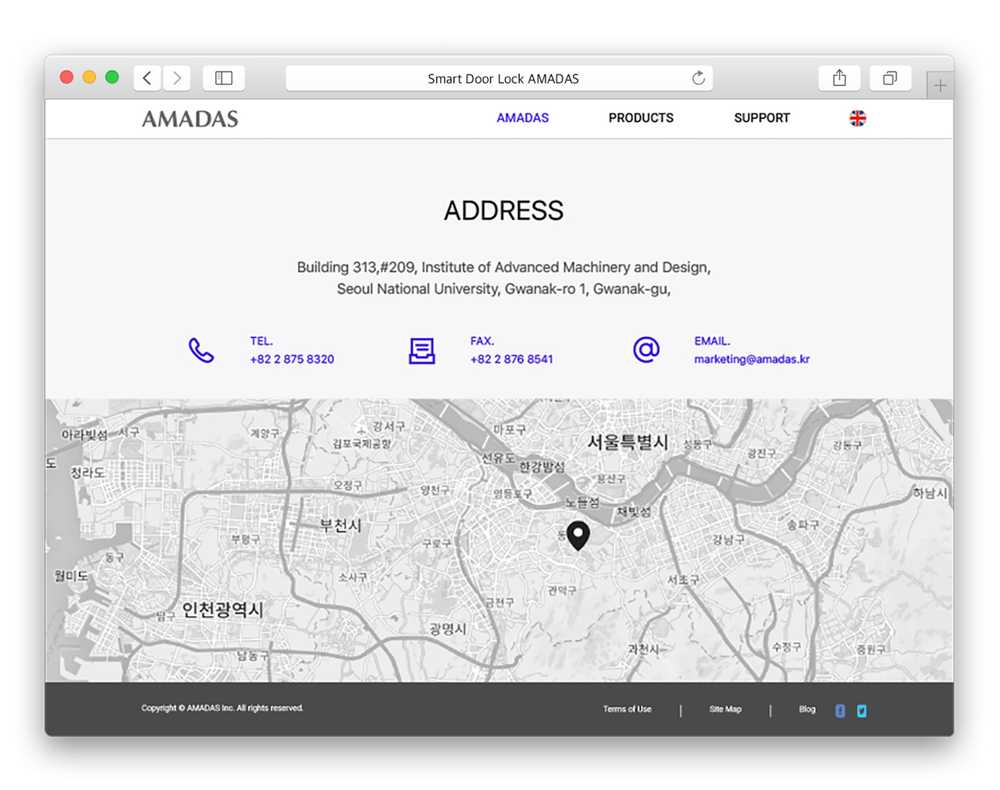 Smart Door Lock AMADAS
AMADAS
AMADAS PRODUCTS SUPPORT
ADDRESS
Building 313,#209, Institute of Advanced Machinery and Design,
Seoul National University, Gwanak-ro 1, Gwanak-gu,
TEL.
+82 2 875 8320
FAX.
+82 2 876 8541
EMAIL.
marketing@amadas.kr
아라빛섬
서구
계양구
강서구
김포국제공항
마포구
서울특별시
성동구
광진구
강동구
도
청라도
선유도
한강밤섬
용산구
오정구
양천구
영등포구
노들섬
채빛섬
하남시
부천시
부평구
구로구
동
강남구
송파구
동구
월미도
소사구
관악구
서초구
금천구
남구
인천광역시
광명시
남동구
과천시
수정구
중원구
Copyright © AMADAS Inc. All rights reserved.
Terms of Use | Site Map | Blog